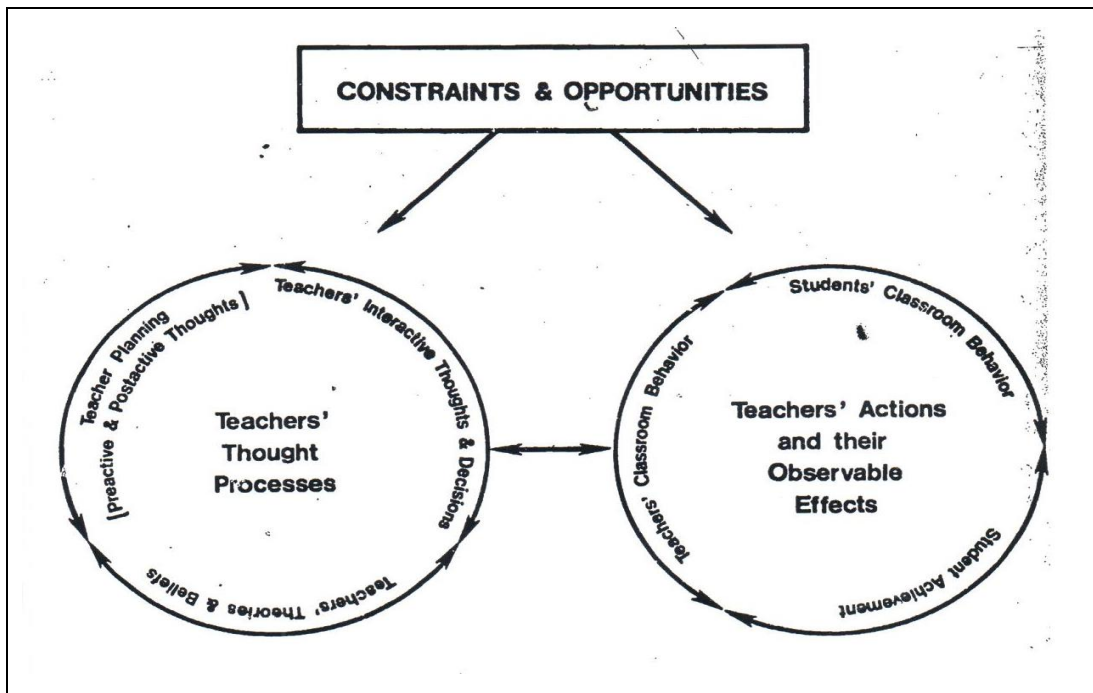 CONSTRAINTS & OPPORTUNITIES
Teacher Planning
[Preactive & Postactive Thoughts]
Teachers' Interactive Thoughts & Decisions
Teachers' Theories & Beliefs
Teachers'
Thought
Processes
Teachers' Classroom Behavior
Students' Classroom Behavior
Student Achievement
Teachers' Actions
and their
Observable
Effects